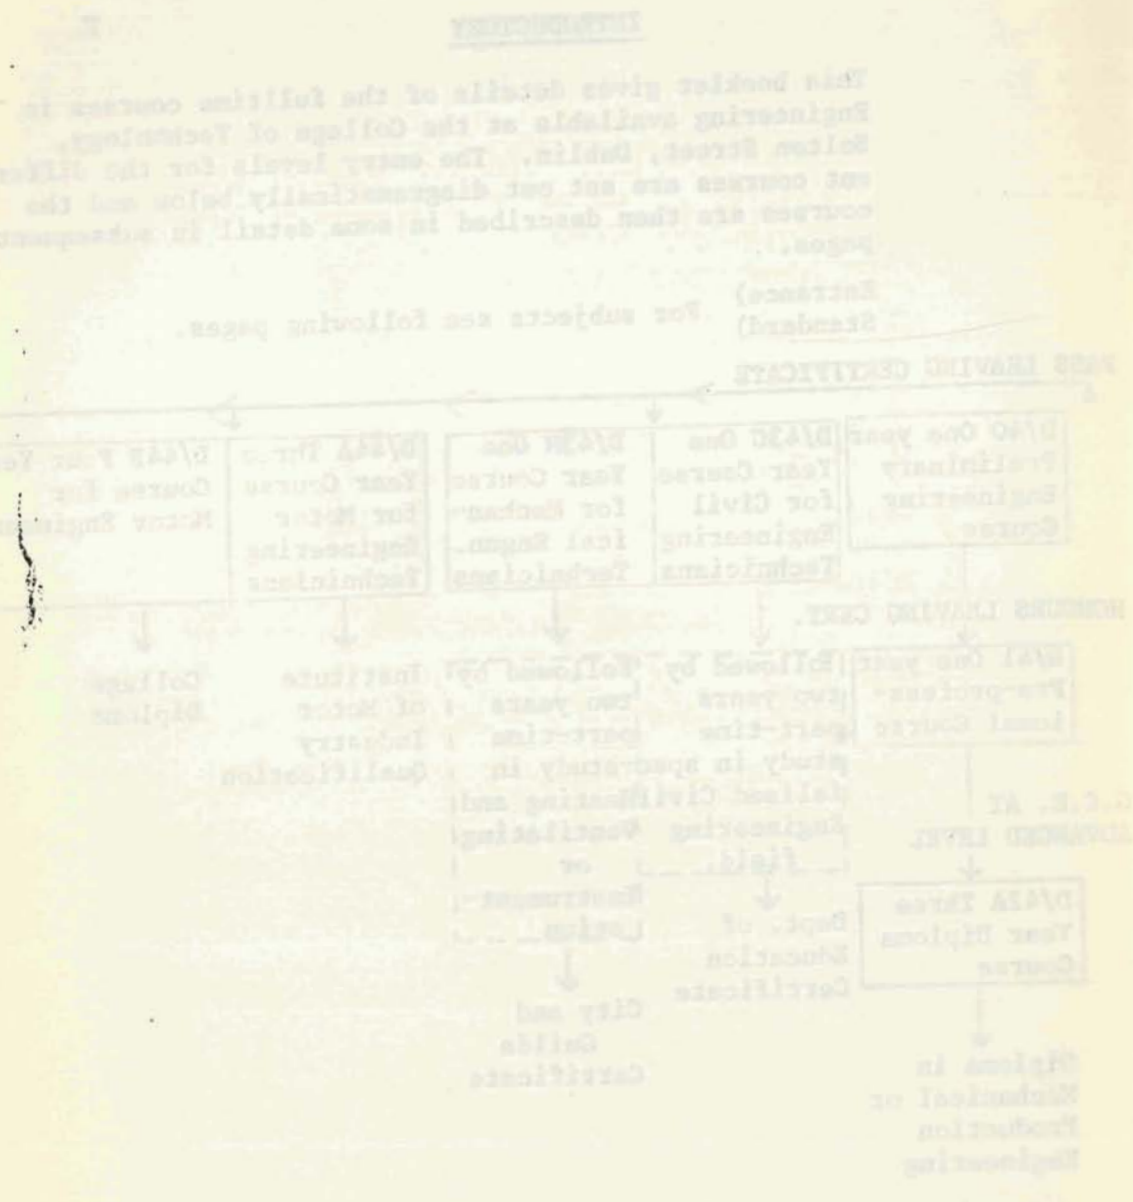 INTRODUCTORY
This booklet gives details of the fulltime courses in
Engineering available at the College of Technology,
Bolton Street, Dublin. The entry levels for the differ
ent courses are set out diagramatically below and the
courses are then described in some detail in subsequent
pages.
Entrance)
Standard) For subjects see following pages.
PASS LEAVING CERTIFICATE
D/40 One year
Preliminary
Engineering
Course
D/43C One
Year Course
for Civil
Engineering
Technicians
D/43M One
Year Course
for Mechan-
ical Engnn.
Technicians
D/44A Three
Year Course
for Motor
Engineering
Technicians
D/44B Four Ye
Course for
Motor Engineer
HONOURS LEAVING CERT.
D/41 One year
Pre-profess-
ional Course
Followed by
two years
part-time
study in spec-
ialised Civil
Engineering
field.
Followed by
two years
part-time
study in
Heating and
Ventilating
or
Instrument-
ation
Institute
of Motor
Industry
Qualification
College
Diploma
G.C.E. AT
ADVANCED LEVEL
D/42A Three
Year Diploma
Course
Dept. of
Education
Certificate
City and
Guilds
Certificate
Diploma in
Mechanical or
Production
Engineering